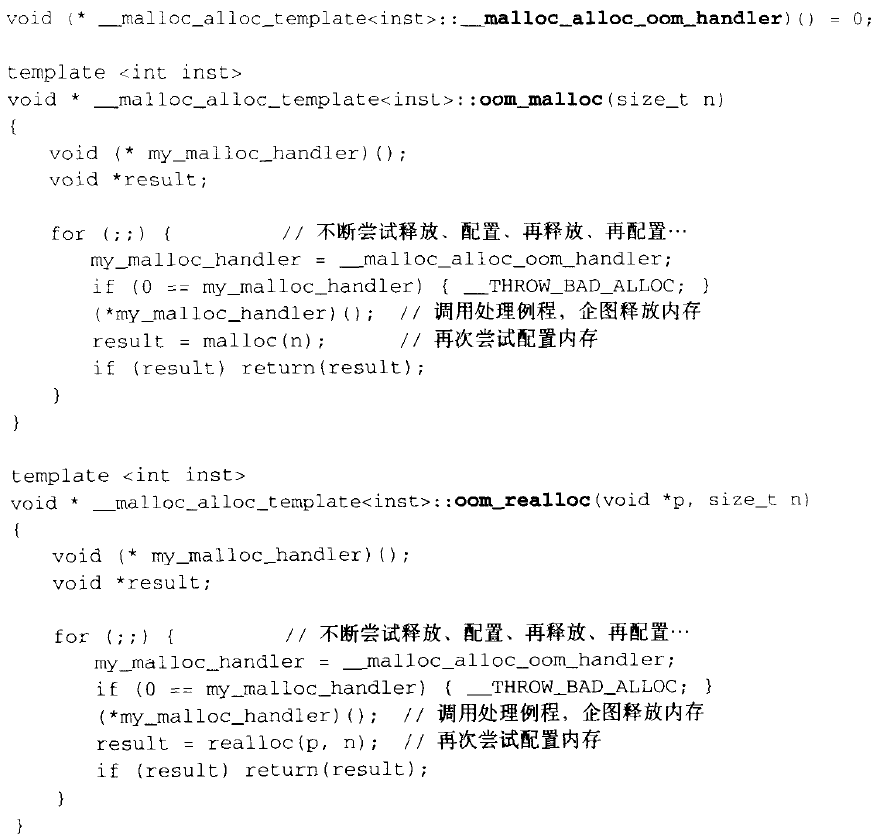 void (* __malloc_alloc_template<inst>::__malloc_alloc_oom_handler)() = 0;
template <int inst>
void * __malloc_alloc_template<inst>::oom_malloc(size_t n)
{
void (* my_malloc_handler)();
void *result;
for (;;) { // 不断尝试释放、配置、再释放、再配置…
my_malloc_handler = __malloc_alloc_oom_handler;
if (0 == my_malloc_handler) { __THROW_BAD_ALLOC; }
(*my_malloc_handler)(); // 调用处理例程，企图释放内存
result = malloc(n); // 再次尝试配置内存
if (result) return(result);
}
}
template <int inst>
void * __malloc_alloc_template<inst>::oom_realloc(void *p, size_t n)
{
void (* my_malloc_handler)();
void *result;
for (;;) { // 不断尝试释放、配置、再释放、再配置…
my_malloc_handler = __malloc_alloc_oom_handler;
if (0 == my_malloc_handler) { __THROW_BAD_ALLOC; }
(*my_malloc_handler)(); // 调用处理例程，企图释放内存
result = realloc(p, n); // 再次尝试配置内存
if (result) return(result);
}
}